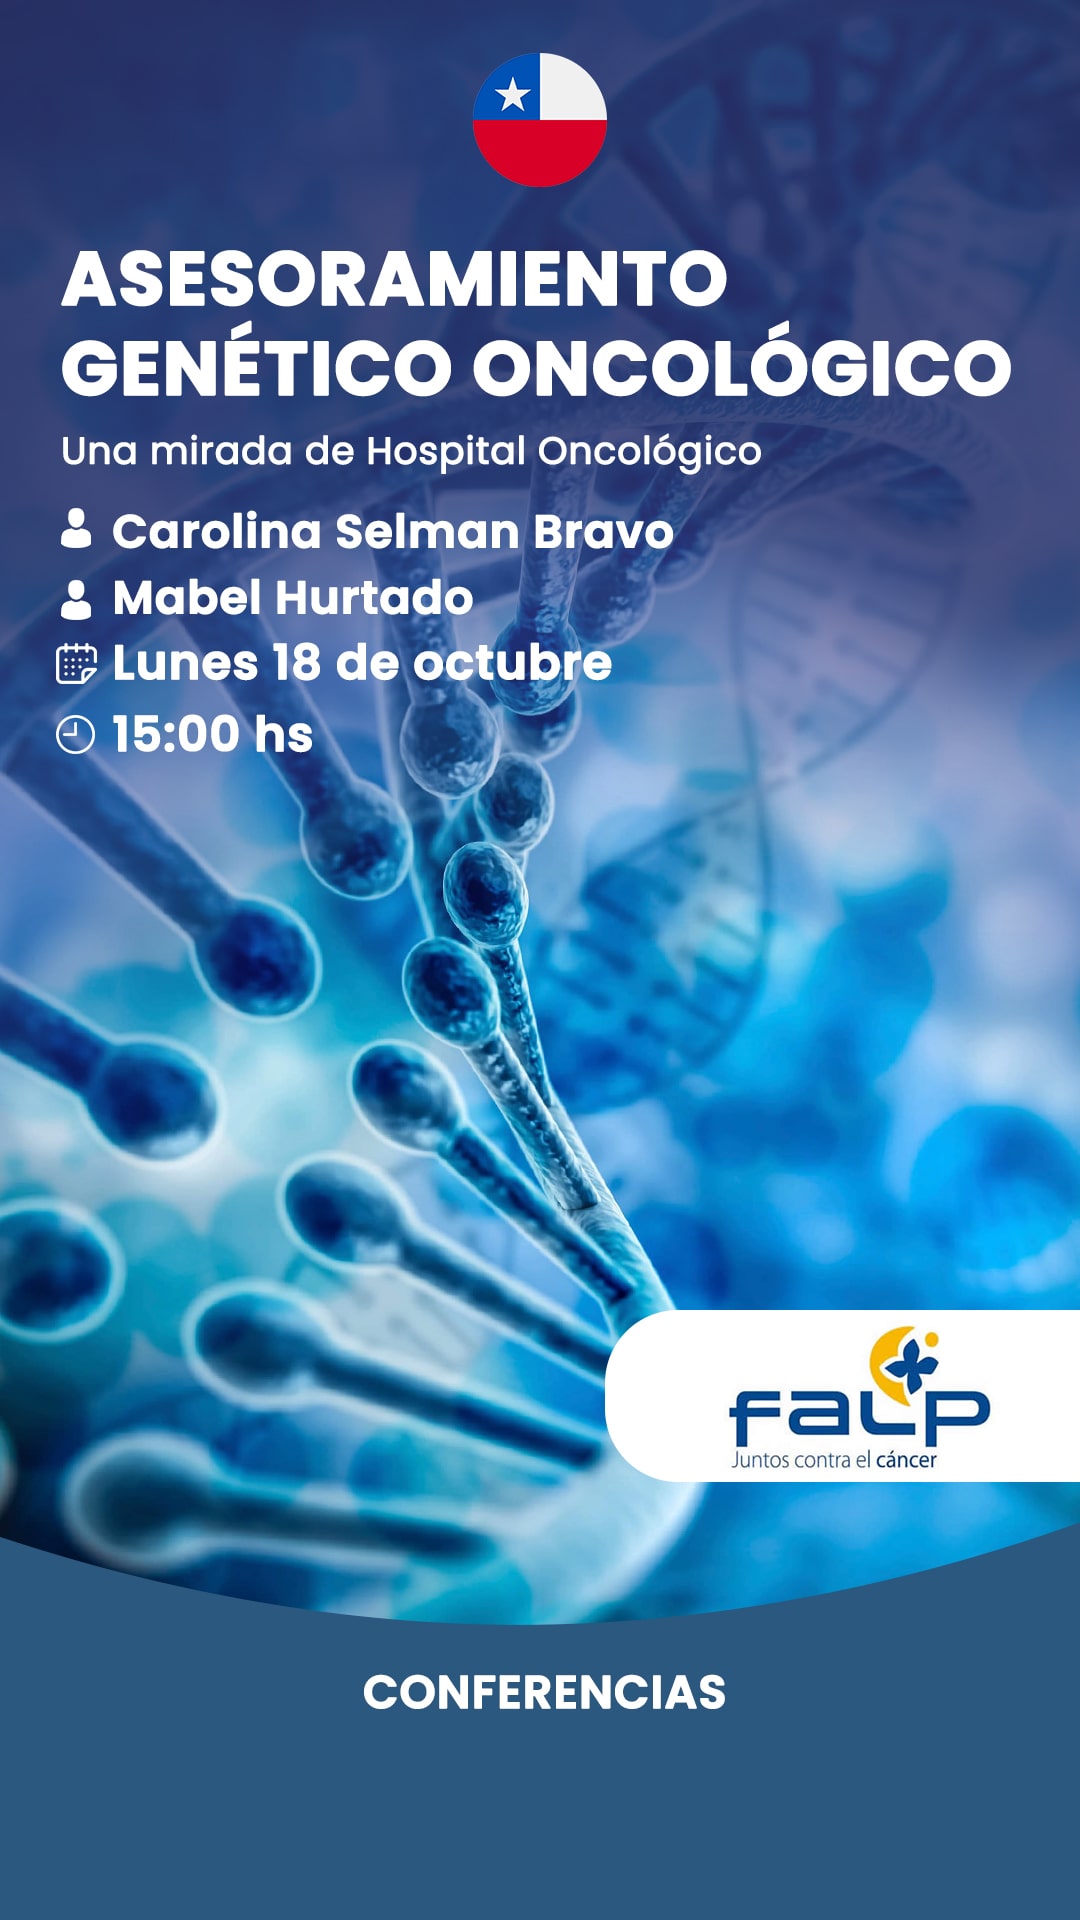 ASESORAMIENTO
GENÉTICO ONCOLÓGICO
Una mirada de Hospital Oncológico
Carolina Selman Bravo
Mabel Hurtado
Lunes 18 de octubre
15:00 hs
falp
Juntos contra el cáncer
CONFERENCIAS